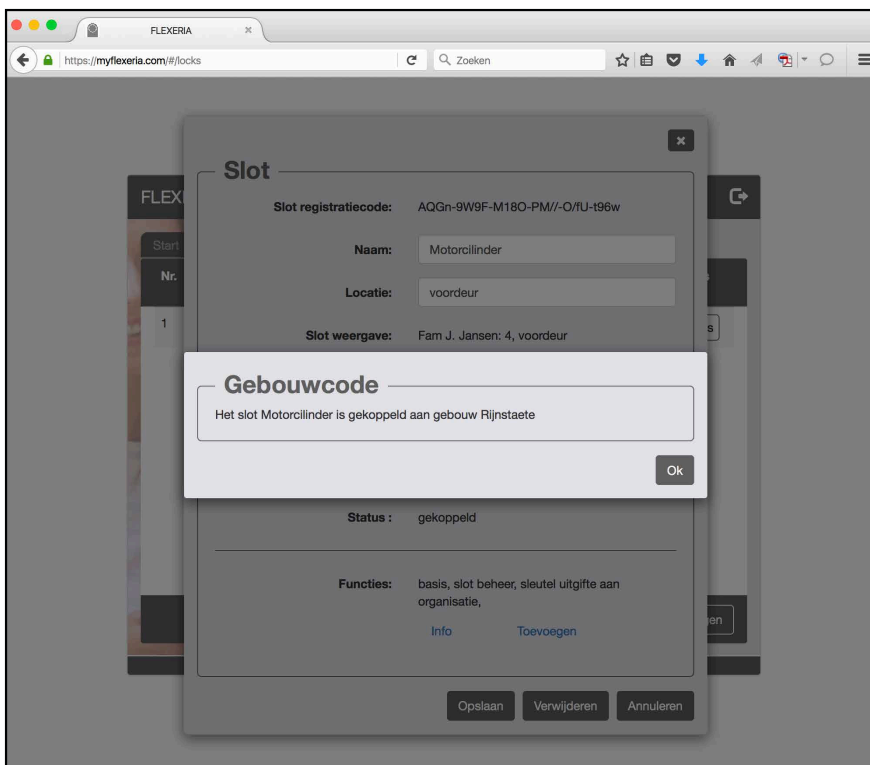 FLEXERIA
https://myflexeria.com/#/locks
Zoeken
Slot
FLEXE
Slot registratiecode: AQGn-9W9F-M18O-PM//-O/fU-t96w
Start
Naam: Motorcilinder
Nr.
Locatie: voordeur
1
s
Slot weergave: Fam J. Jansen: 4, voordeur
Gebouwcode
Het slot Motorcilinder is gekoppeld aan gebouw Rijnstaete
Ok
Status : gekoppeld
Functies: basis, slot beheer, sleutel uitgifte aan
organisatie,
gen
Info Toevoegen
Opslaan Verwijderen Annuleren